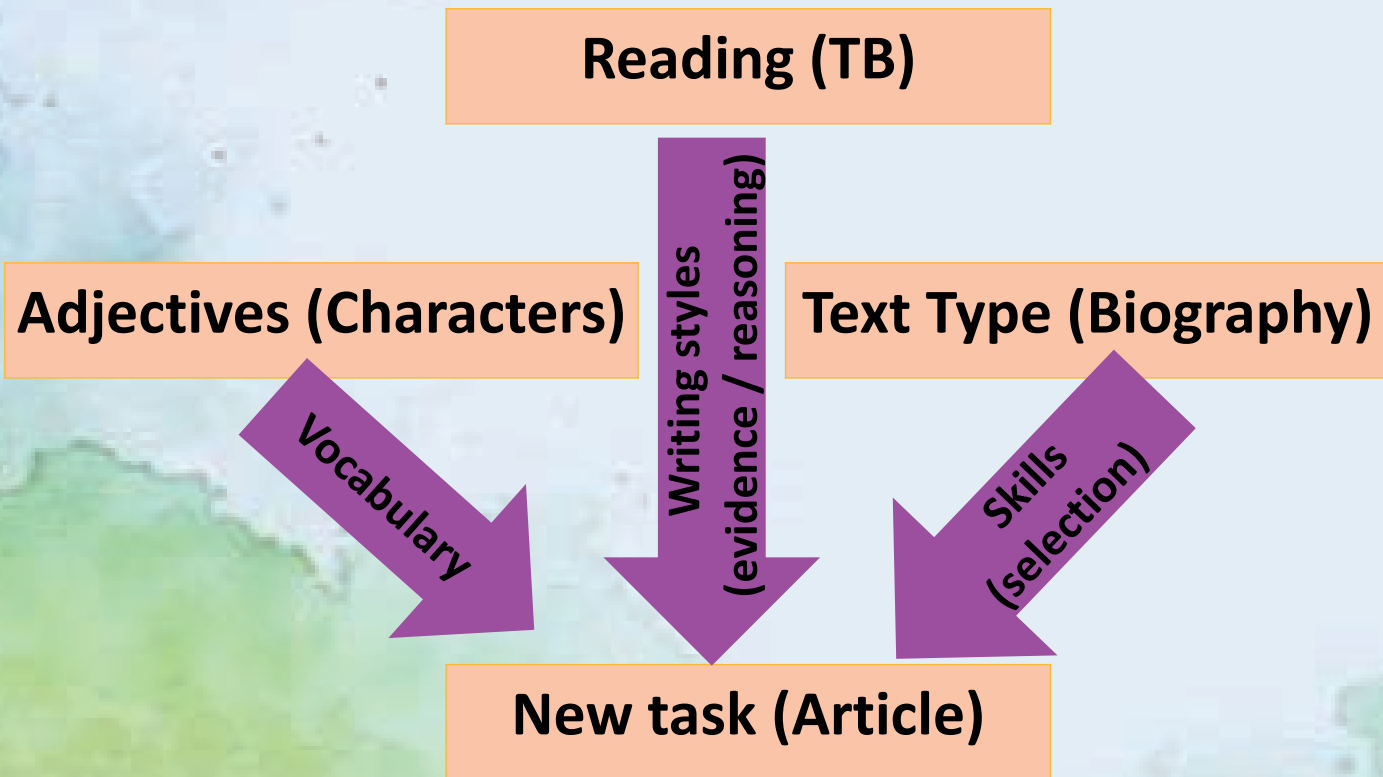 Reading (TB)
Writing styles
(evidence / reasoning)
Adjectives (Characters)
Text Type (Biography)
Vocabulary
Skills
(selection)
New task (Article)